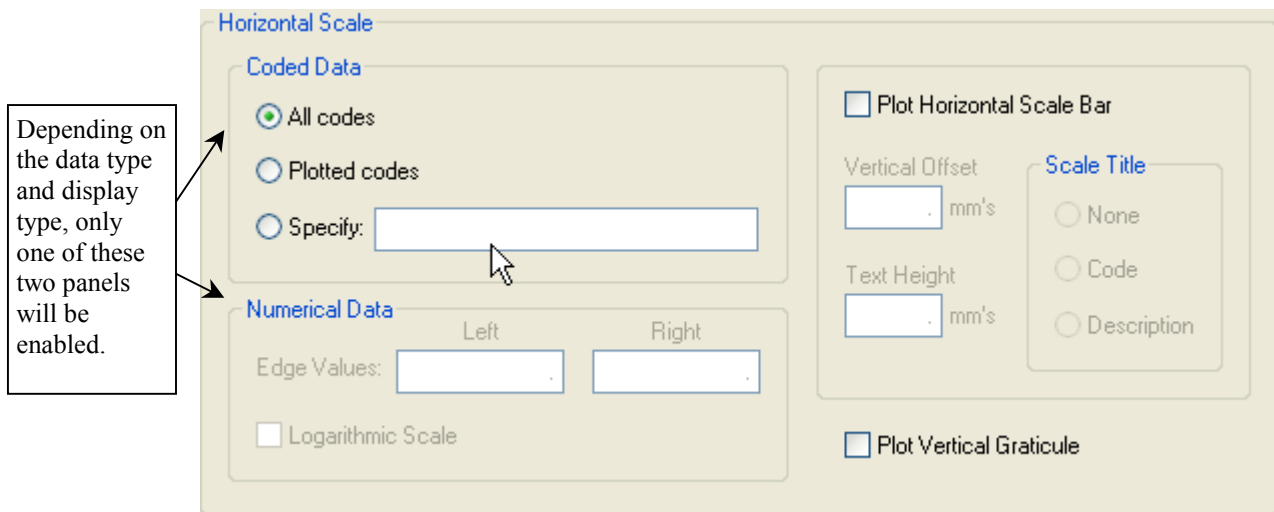 Horizontal Scale
Depending on
the data type
and display
type, only
one of these
two panels
will be
enabled.
Coded Data
All codes
Plotted codes
Specify:
Numerical Data
Left Right
Edge Values: . .
Logarithmic Scale
Plot Horizontal Scale Bar
Vertical Offset
. mm's
Text Height
. mm's
Scale Title
None
Code
Description
Plot Vertical Graticule